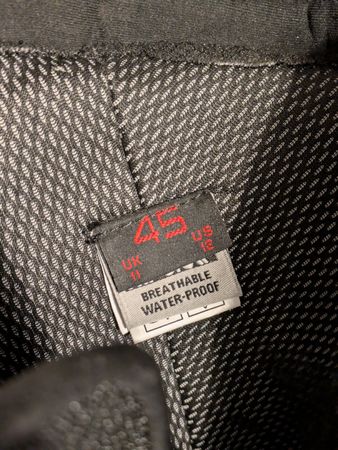 45
UK US
11 12
BREATHABLE
WATER-PROOF